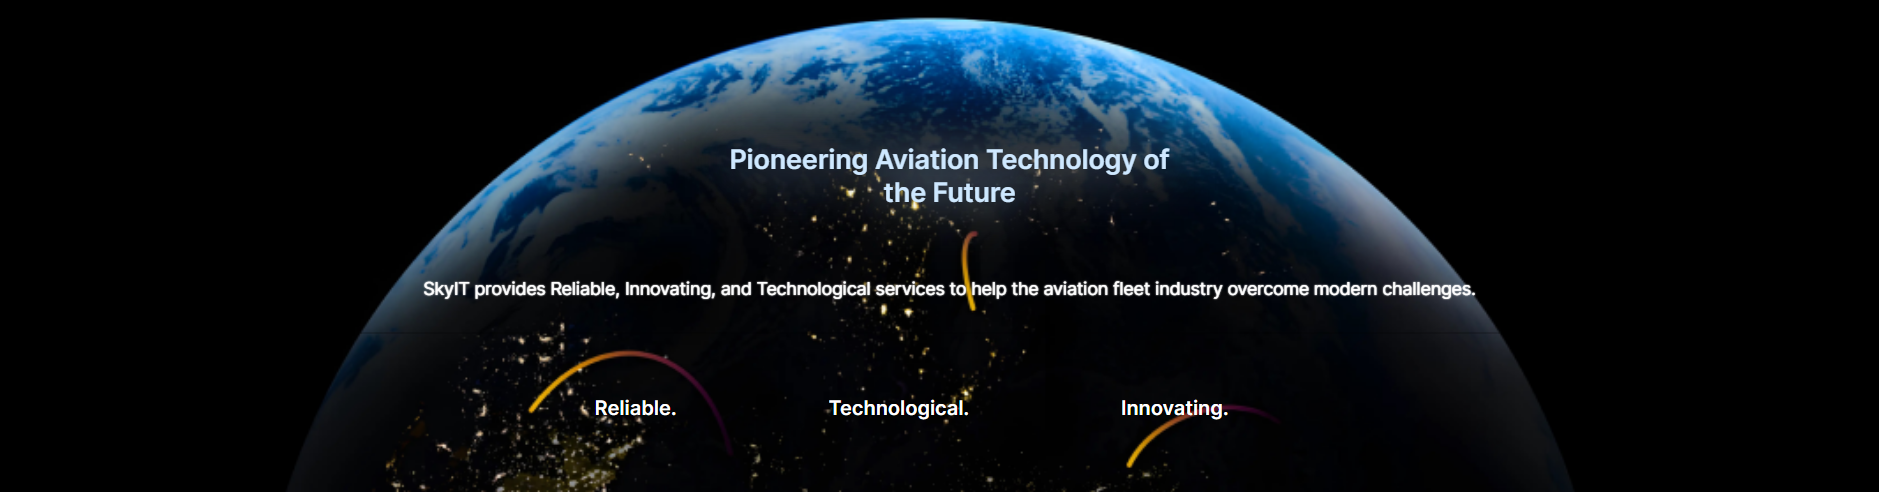 Pioneering Aviation Technology of
the Future
SkyIT provides Reliable, Innovating, and Technological services to help the aviation fleet industry overcome modern challenges.
Reliable. Technological. Innovating.